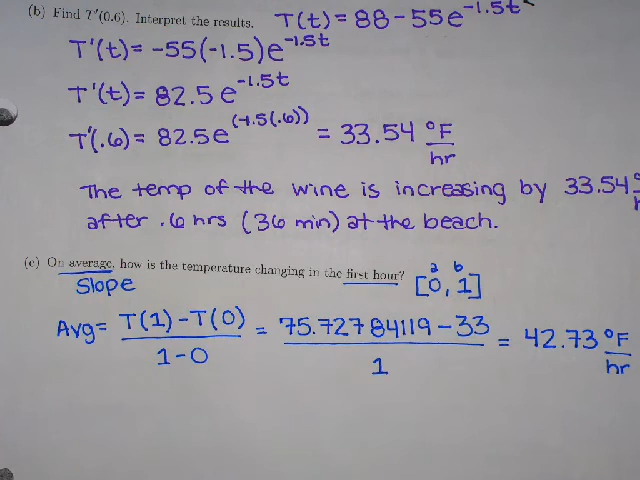 (b) Find T'(0.6). Interpret the results. T(t) = 88 - 55e^-1.5t
T'(t) = -55(-1.5)e^-1.5t
T'(t) = 82.5 e^-1.5t
T'(.6) = 82.5e^(-1.5(.6)) = 33.54 °F/hr
The temp of the wine is increasing by 33.54
after .6 hrs (36 min) at the beach.
(c) On average, how is the temperature changing in the first hour? [0, 1] a b
Slope
Avg = T(1) - T(0) / 1 - 0 = 75.72784119 - 33 / 1 = 42.73 °F/hr